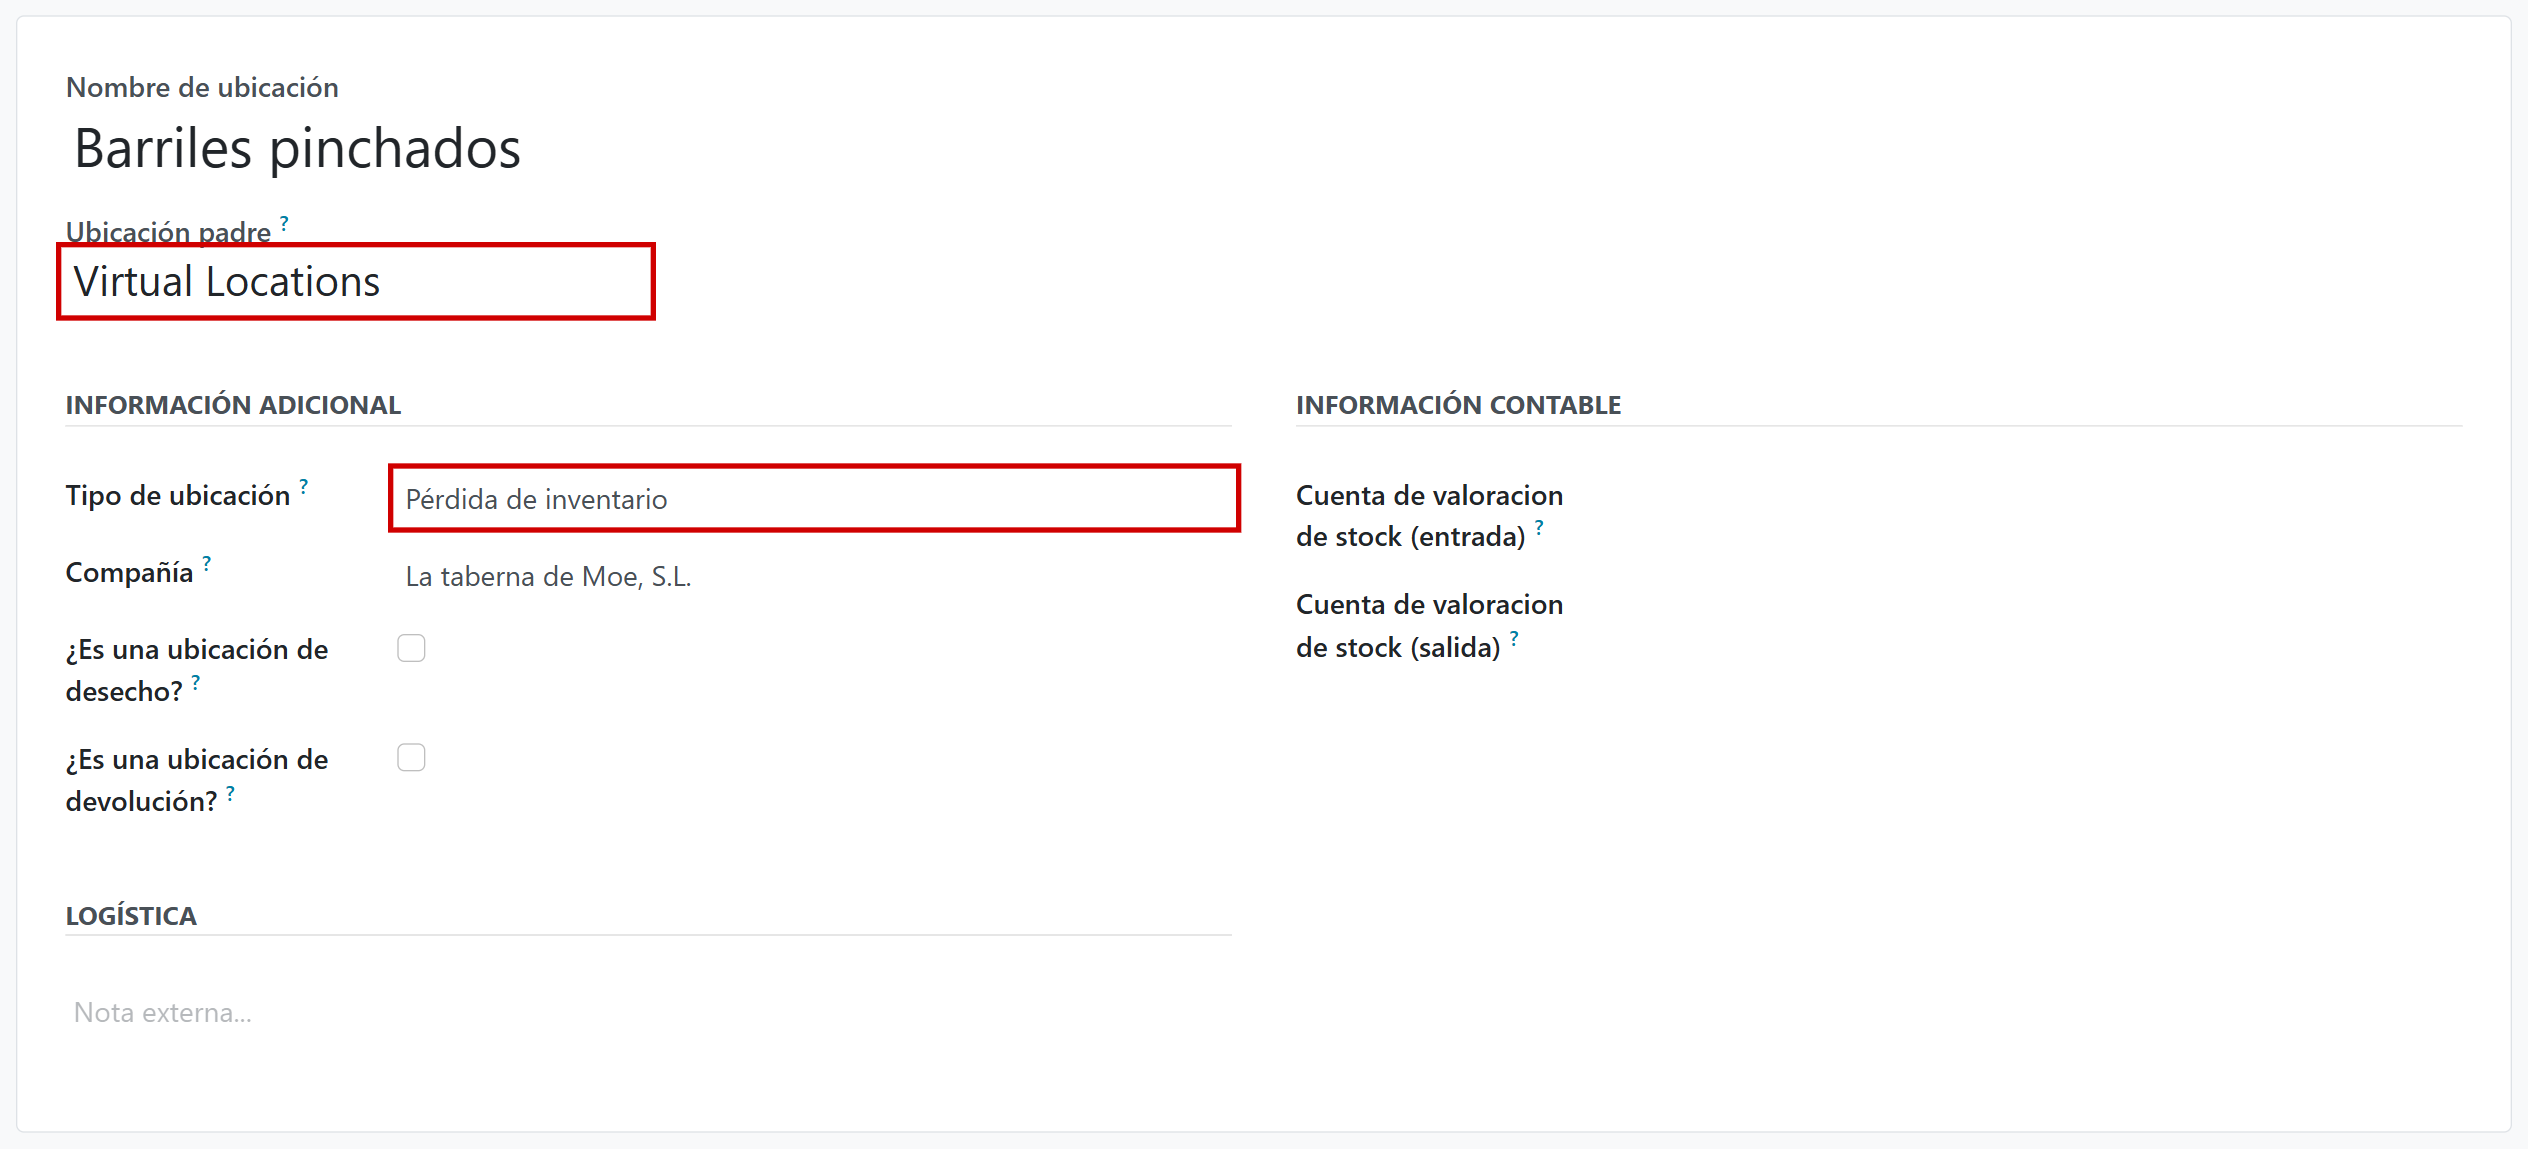 Nombre de ubicación
Barriles pinchados
Ubicación padre ?
Virtual Locations
INFORMACIÓN ADICIONAL
Tipo de ubicación ?
Pérdida de inventario
Compañía ?
La taberna de Moe, S.L.
¿Es una ubicación de
desecho? ?
¿Es una ubicación de
devolución? ?
INFORMACIÓN CONTABLE
Cuenta de valoracion
de stock (entrada) ?
Cuenta de valoracion
de stock (salida) ?
LOGÍSTICA
Nota externa...